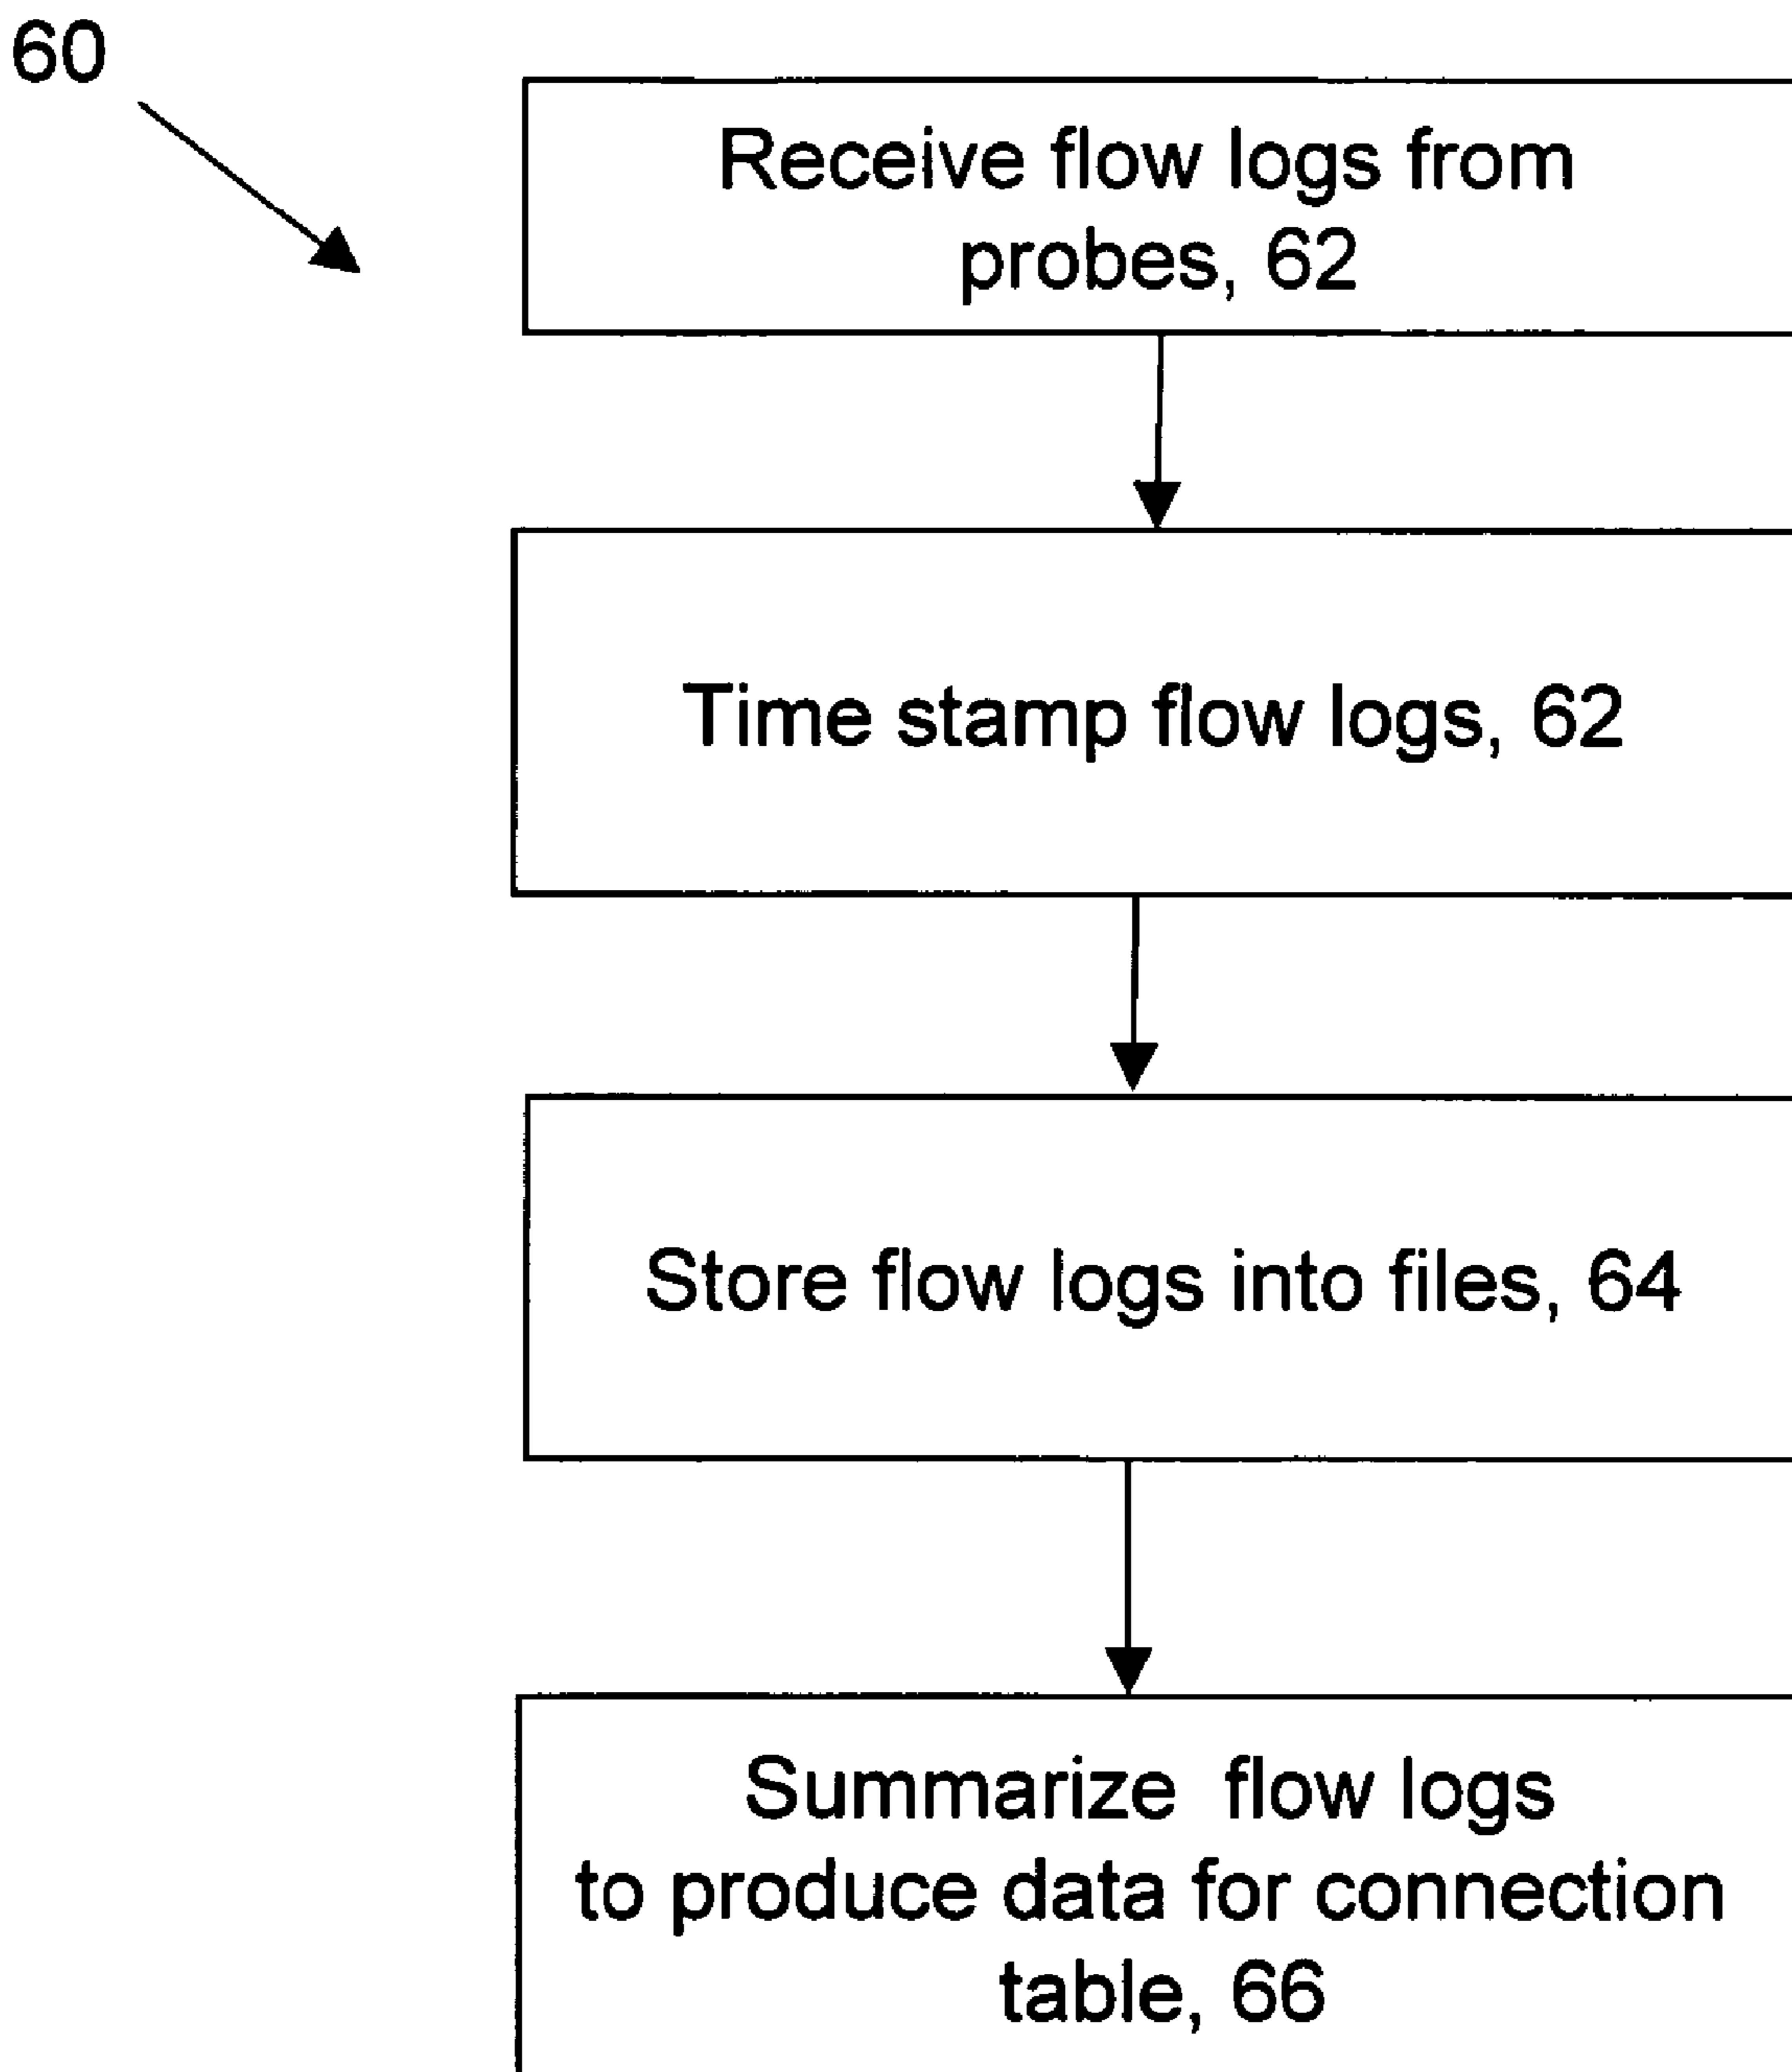 60
Receive flow logs from
probes, 62
Time stamp flow logs, 62
Store flow logs into files, 64
Summarize flow logs
to produce data for connection
table, 66